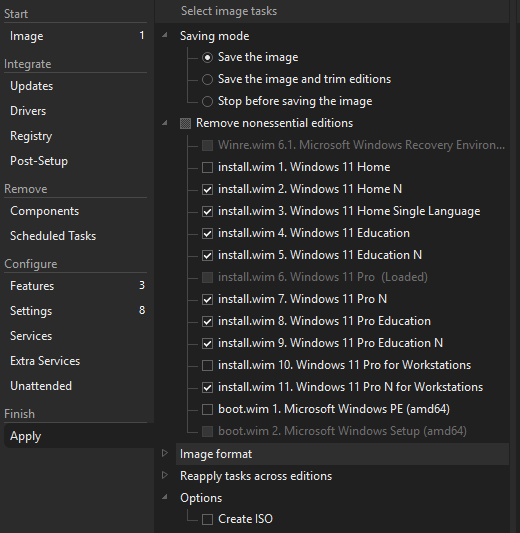 Start
Image 1
Integrate
Updates
Drivers
Registry
Post-Setup
Remove
Components
Scheduled Tasks
Configure
Features 3
Settings 8
Services
Extra Services
Unattended
Finish
Apply
Select image tasks
Saving mode
Save the image
Save the image and trim editions
Stop before saving the image
Remove nonessential editions
Winre.wim 6.1. Microsoft Windows Recovery Environ...
install.wim 1. Windows 11 Home
install.wim 2. Windows 11 Home N
install.wim 3. Windows 11 Home Single Language
install.wim 4. Windows 11 Education
install.wim 5. Windows 11 Education N
install.wim 6. Windows 11 Pro (Loaded)
install.wim 7. Windows 11 Pro N
install.wim 8. Windows 11 Pro Education
install.wim 9. Windows 11 Pro Education N
install.wim 10. Windows 11 Pro for Workstations
install.wim 11. Windows 11 Pro N for Workstations
boot.wim 1. Microsoft Windows PE (amd64)
boot.wim 2. Microsoft Windows Setup (amd64)
Image format
Reapply tasks across editions
Options
Create ISO